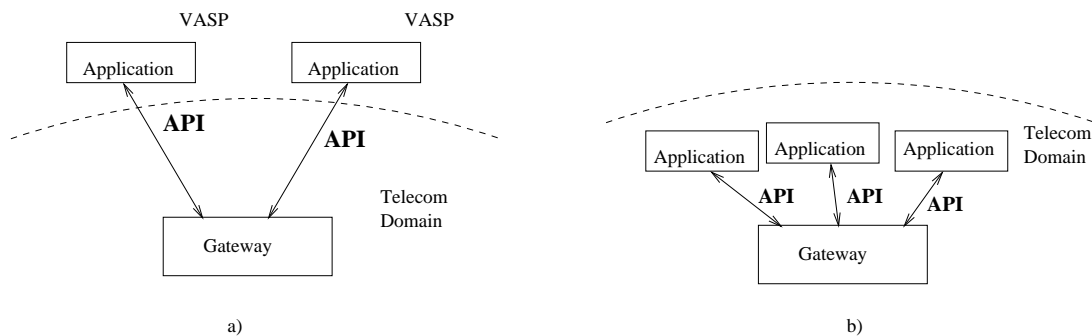 VASP
VASP
Application
Application
API
API
Telecom
Domain
Gateway
a)
Telecom
Domain
Application
Application
Application
API
API
API
Gateway
b)